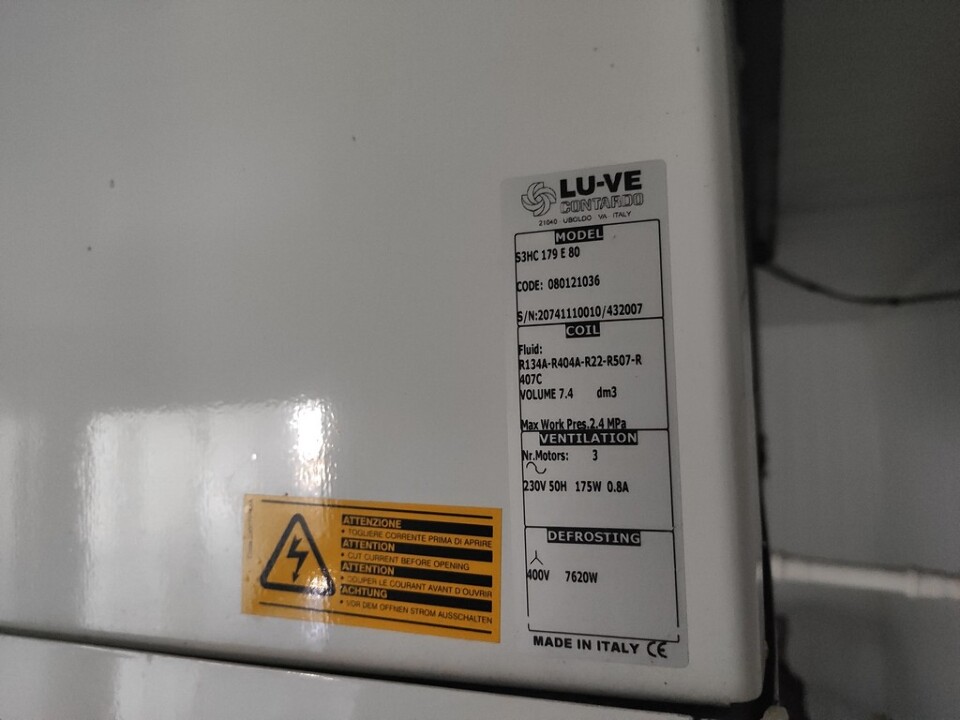 LU-VE
CONTARDO
21040 UBOLDO VA ITALY
MODEL
S3HC 179 E 80
CODE: 080121036
S/N:20741110010/432007
COIL
Fluid:
R134A-R404A-R22-R507-R
407C
VOLUME 7.4 dm3
Max Work Pres.2.4 MPa
VENTILATION
Nr.Motors: 3
230V 50H 175W 0.8A
DEFROSTING
400V 7620W
MADE IN ITALY CE
ATTENZIONE
• TOGLIERE CORRENTE PRIMA DI APRIRE
ATTENTION
• CUT CURRENT BEFORE OPENING
ATTENTION
• COUPER LE COURANT AVANT D'OUVRIR
ACHTUNG
• VOR DEM ÖFFNEN STROM AUSSCHALTEN